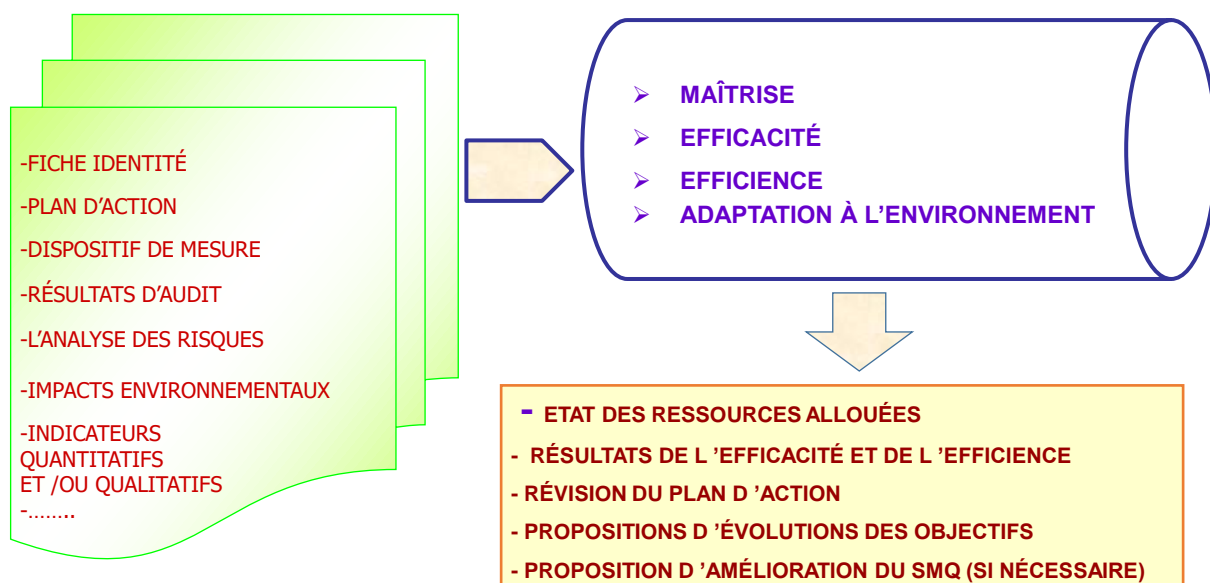 -FICHE IDENTITÉ
-PLAN D’ACTION
-DISPOSITIF DE MESURE
-RÉSULTATS D’AUDIT
-L’ANALYSE DES RISQUES
-IMPACTS ENVIRONNEMENTAUX
-INDICATEURS
QUANTITATIFS
ET /OU QUALITATIFS
-……..
➢ MAÎTRISE
➢ EFFICACITÉ
➢ EFFICIENCE
➢ ADAPTATION À L’ENVIRONNEMENT
- ETAT DES RESSOURCES ALLOUÉES
- RÉSULTATS DE L ’EFFICACITÉ ET DE L ’EFFICIENCE
- RÉVISION DU PLAN D ’ACTION
- PROPOSITIONS D ’ÉVOLUTIONS DES OBJECTIFS
- PROPOSITION D ’AMÉLIORATION DU SMQ (SI NÉCESSAIRE)